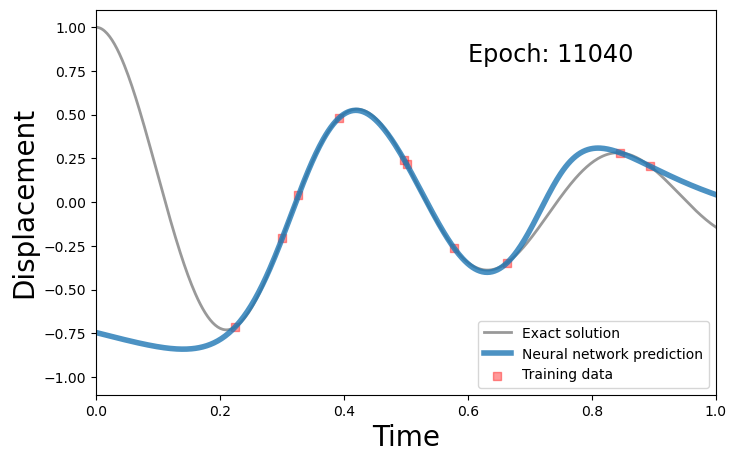 Epoch: 11040
Displacement
1.00
0.75
0.50
0.25
0.00
−0.25
−0.50
−0.75
−1.00
Exact solution
Neural network prediction
Training data
0.0 0.2 0.4 0.6 0.8 1.0
Time